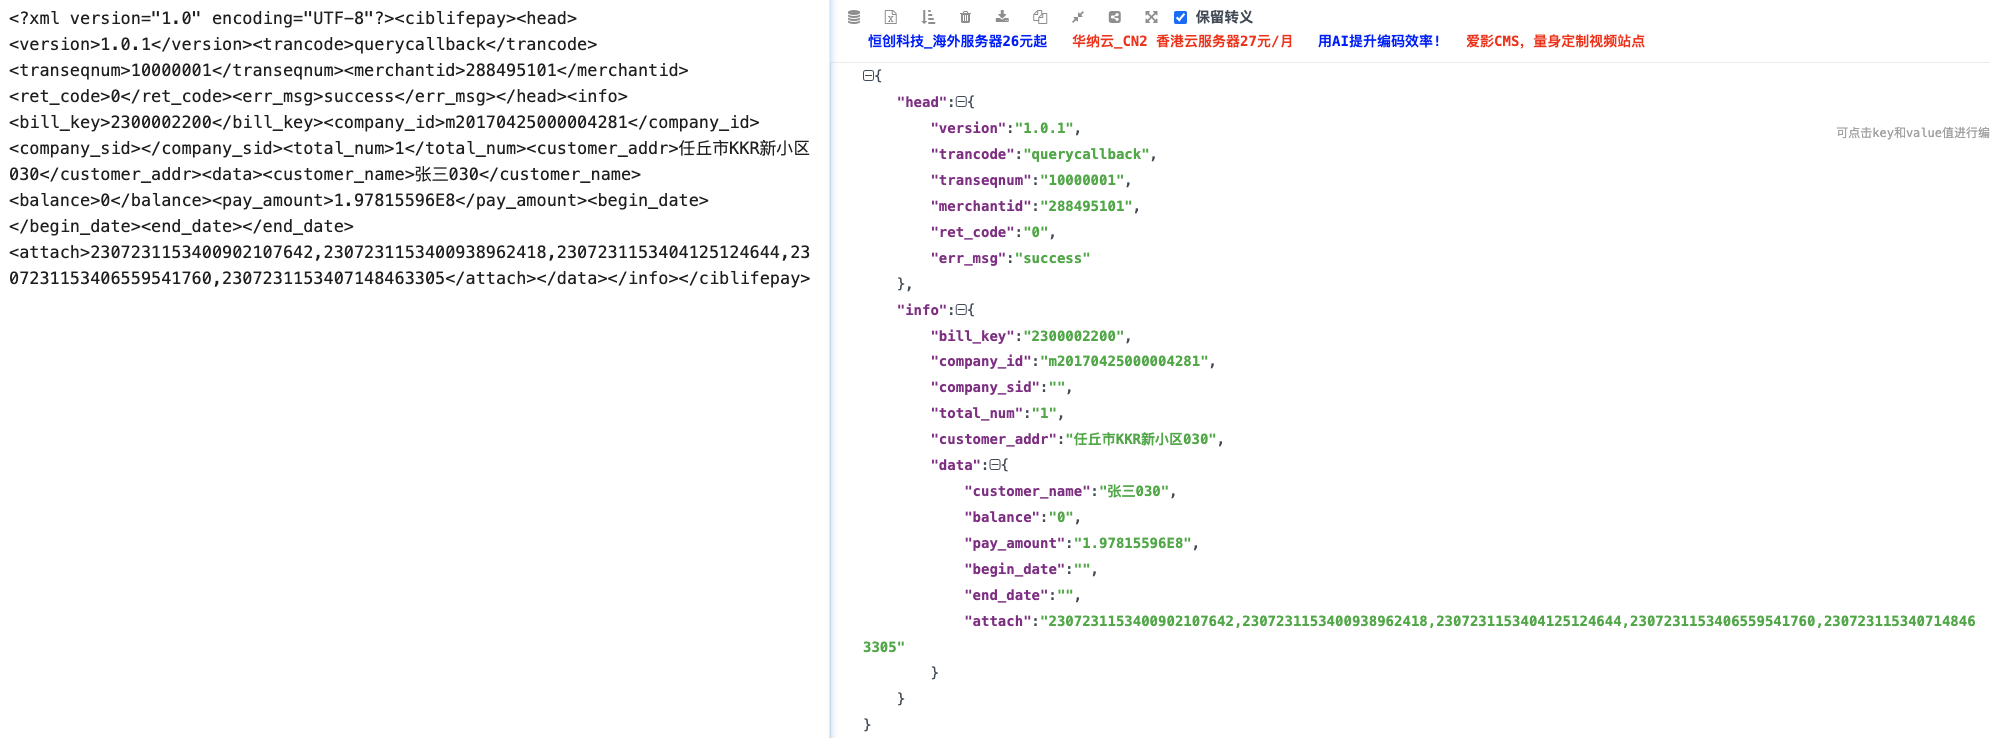 <?xml version="1.0" encoding="UTF-8"?><ciblifepay><head>
<version>1.0.1</version><trancode>querycallback</trancode>
<transeqnum>10000001</transeqnum><merchantid>288495101</merchantid>
<ret_code>0</ret_code><err_msg>success</err_msg></head><info>
<bill_key>2300002200</bill_key><company_id>m20170425000004281</company_id>
<company_sid></company_sid><total_num>1</total_num><customer_addr>任丘市KKR新小区
030</customer_addr><data><customer_name>张三030</customer_name>
<balance>0</balance><pay_amount>1.97815596E8</pay_amount><begin_date>
</begin_date><end_date></end_date>
<attach>2307231153400902107642,2307231153400938962418,2307231153404125124644,23
07231153406559541760,2307231153407148463305</attach></data></info></ciblifepay>
保留转义
恒创科技_海外服务器26元起 华纳云_CN2 香港云服务器27元/月 用AI提升编码效率! 爱影CMS，量身定制视频站点
{
"head":{
"version":"1.0.1",
可点击key和value值进行编
"trancode":"querycallback",
"transeqnum":"10000001",
"merchantid":"288495101",
"ret_code":"0",
"err_msg":"success"
},
"info":{
"bill_key":"2300002200",
"company_id":"m20170425000004281",
"company_sid":"",
"total_num":"1",
"customer_addr":"任丘市KKR新小区030",
"data":{
"customer_name":"张三030",
"balance":"0",
"pay_amount":"1.97815596E8",
"begin_date":"",
"end_date":"",
"attach":"2307231153400902107642,2307231153400938962418,2307231153404125124644,2307231153406559541760,230723115340714846
3305"
}
}
}